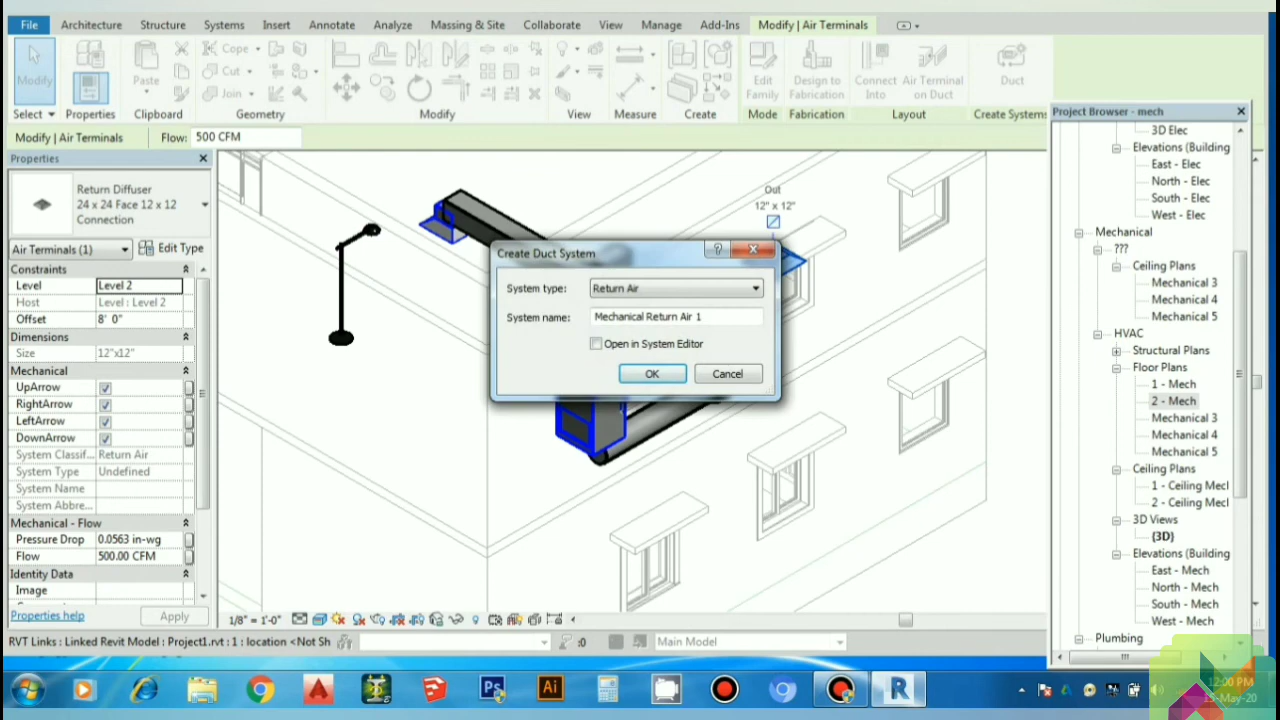 File Architecture Structure Systems Insert Annotate Analyze Massing & Site Collaborate View Manage Add-Ins Modify | Air Terminals
Modify Paste Cope Cut Join Edit Family Design to Fabrication Connect Into Air Terminal on Duct Duct
Select Properties Clipboard Geometry Modify View Measure Create Mode Fabrication Layout Create Systems
Modify | Air Terminals Flow: 500 CFM
Properties
Return Diffuser
24 x 24 Face 12 x 12
Connection
Air Terminals (1) Edit Type
Constraints
Level Level 2
Host Level : Level 2
Offset 8' 0"
Dimensions
Size 12"x12"
Mechanical
UpArrow
RightArrow
LeftArrow
DownArrow
System Classif... Return Air
System Type Undefined
System Name
System Abbre...
Mechanical - Flow
Pressure Drop 0.0563 in-wg
Flow 500.00 CFM
Identity Data
Image
Properties help Apply
Out
12" x 12"
Create Duct System
System type: Return Air
System name: Mechanical Return Air 1
Open in System Editor
OK Cancel
1/8" = 1'-0"
RVT Links : Linked Revit Model : Project1.rvt : 1 : location <Not Sh :0 Main Model
Project Browser - mech
3D Elec
Elevations (Building
East - Elec
North - Elec
South - Elec
West - Elec
Mechanical
???
Ceiling Plans
Mechanical 3
Mechanical 4
Mechanical 5
HVAC
Structural Plans
Floor Plans
1 - Mech
2 - Mech
Mechanical 3
Mechanical 4
Mechanical 5
Ceiling Plans
1 - Ceiling Mecl
2 - Ceiling Mecl
3D Views
{3D}
Elevations (Building
East - Mech
North - Mech
South - Mech
West - Mech
Plumbing
Ps Ai R
12:00 PM
15-May-20